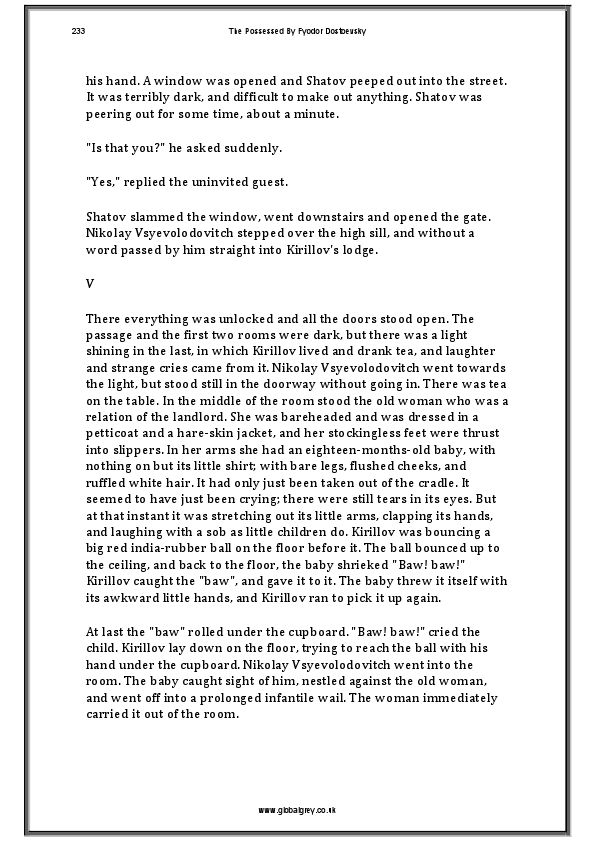 233 The Possessed By Fyodor Dostoevsky
his hand. A window was opened and Shatov peeped out into the street.
It was terribly dark, and difficult to make out anything. Shatov was
peering out for some time, about a minute.
"Is that you?" he asked suddenly.
"Yes," replied the uninvited guest.
Shatov slammed the window, went downstairs and opened the gate.
Nikolay Vsyevolodovitch stepped over the high sill, and without a
word passed by him straight into Kirillov's lodge.
V
There everything was unlocked and all the doors stood open. The
passage and the first two rooms were dark, but there was a light
shining in the last, in which Kirillov lived and drank tea, and laughter
and strange cries came from it. Nikolay Vsyevolodovitch went towards
the light, but stood still in the doorway without going in. There was tea
on the table. In the middle of the room stood the old woman who was a
relation of the landlord. She was bareheaded and was dressed in a
petticoat and a hare-skin jacket, and her stockingless feet were thrust
into slippers. In her arms she had an eighteen-months-old baby, with
nothing on but its little shirt; with bare legs, flushed cheeks, and
ruffled white hair. It had only just been taken out of the cradle. It
seemed to have just been crying; there were still tears in its eyes. But
at that instant it was stretching out its little arms, clapping its hands,
and laughing with a sob as little children do. Kirillov was bouncing a
big red india-rubber ball on the floor before it. The ball bounced up to
the ceiling, and back to the floor, the baby shrieked "Baw! baw!"
Kirillov caught the "baw", and gave it to it. The baby threw it itself with
its awkward little hands, and Kirillov ran to pick it up again.
At last the "baw" rolled under the cupboard. "Baw! baw!" cried the
child. Kirillov lay down on the floor, trying to reach the ball with his
hand under the cupboard. Nikolay Vsyevolodovitch went into the
room. The baby caught sight of him, nestled against the old woman,
and went off into a prolonged infantile wail. The woman immediately
carried it out of the room.
www.globalgrey.co.uk